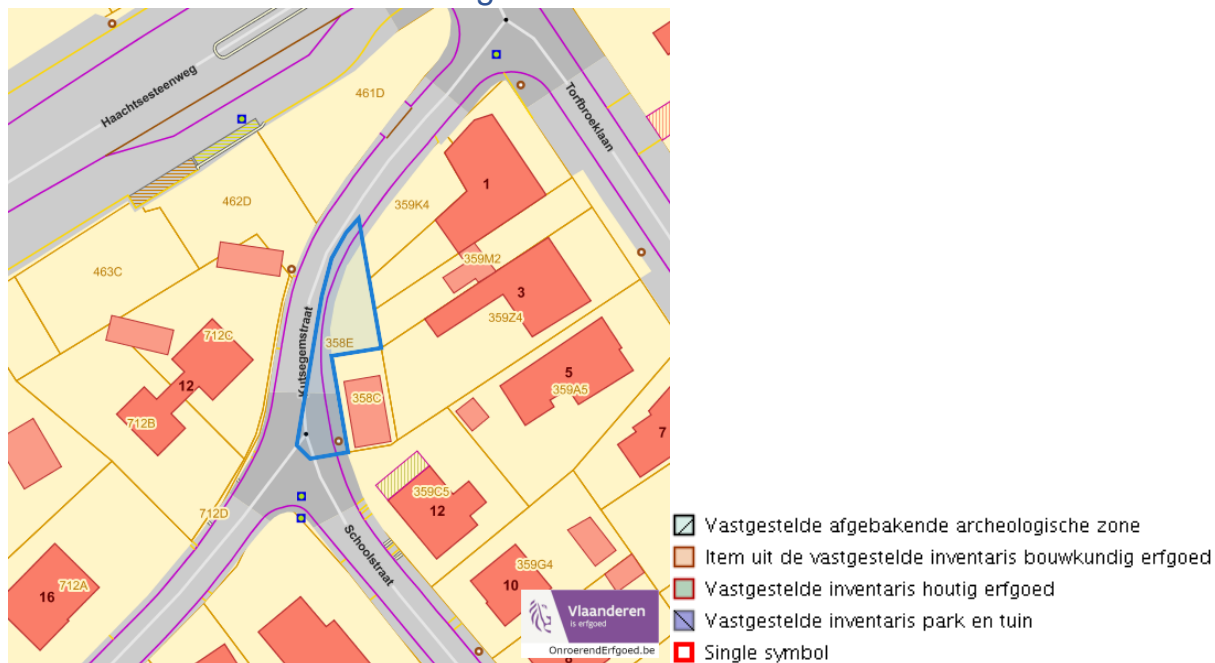 Haachtsesteenweg
461D
Torfbroeklaan
462D
359K4
1
463C
359M2
3
359Z4
Kutsegemstraat
358E
712C
12
712B
358C
5
359A5
7
359C5
12
712D
Schoolstraat
359G4
10
16
712A
8
Vlaanderen
is erfgoed
OnroerendErfgoed.be
Vastgestelde afgebakende archeologische zone
Item uit de vastgestelde inventaris bouwkundig erfgoed
Vastgestelde inventaris houtig erfgoed
Vastgestelde inventaris park en tuin
Single symbol